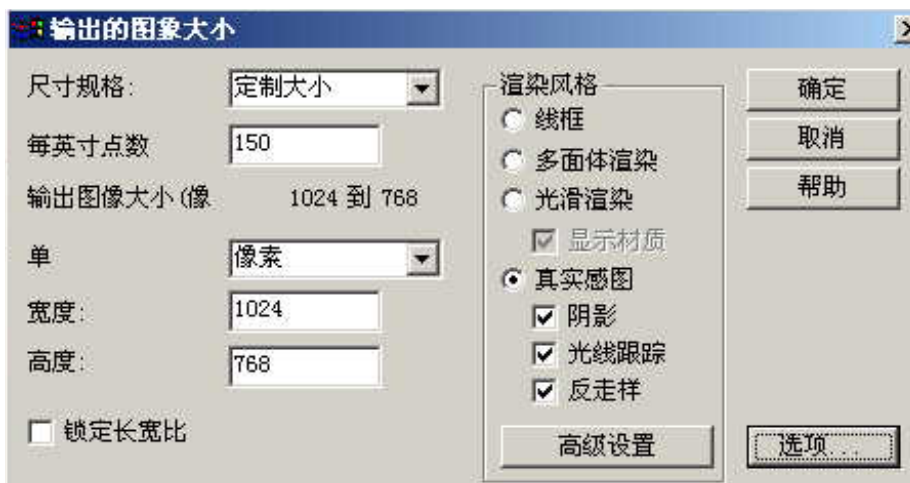 输出的图象大小
尺寸规格: 定制大小
每英寸点数 150
输出图像大小(像 1024 到 768
单 像素
宽度: 1024
高度: 768
锁定长宽比
渲染风格
线框
多面体渲染
光滑渲染
显示材质
真实感图
阴影
光线跟踪
反走样
高级设置
确定
取消
帮助
选项...